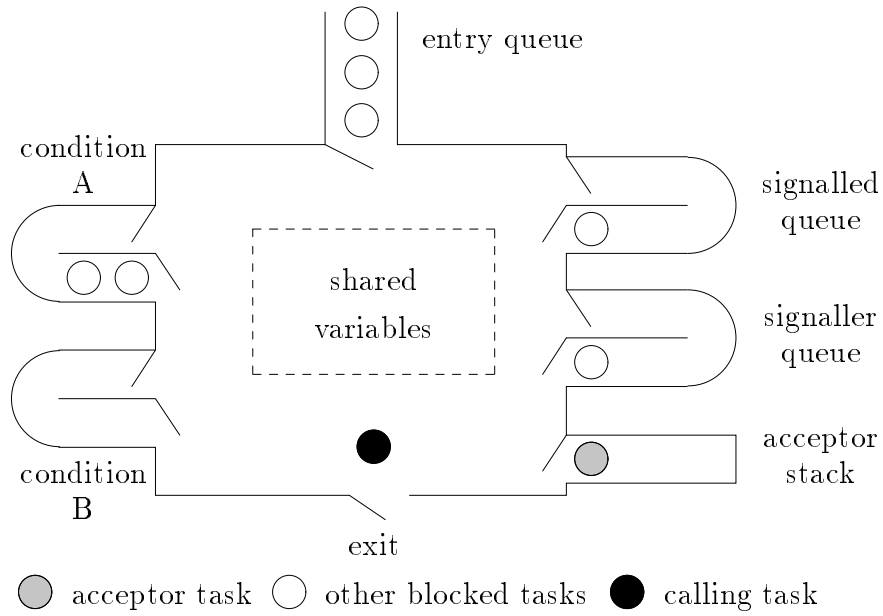 entry queue
condition
A
signalled
queue
shared
variables
signaller
queue
condition
B
acceptor
stack
exit
acceptor task other blocked tasks calling task